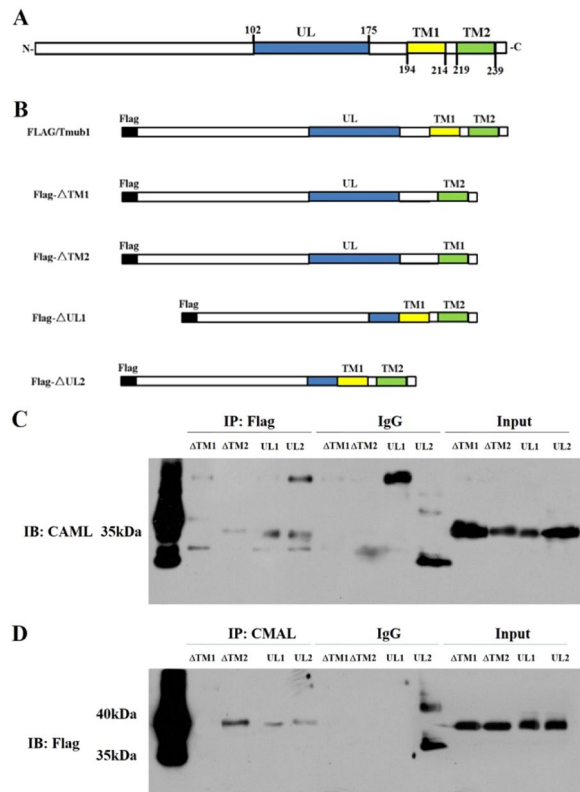 A
102 UL 175 TM1 TM2
N- -C
194 214 219 239
B
Flag UL TM1 TM2
FLAG/Tmub1
Flag UL TM2
Flag-△TM1
Flag UL TM1
Flag-△TM2
Flag TM1 TM2
Flag-△UL1
Flag TM1 TM2
Flag-△UL2
C
IP: Flag IgG Input
ΔTM1 ΔTM2 UL1 UL2 ΔTM1 ΔTM2 UL1 UL2 ΔTM1 ΔTM2 UL1 UL2
IB: CAML 35kDa
D
IP: CMAL IgG Input
ΔTM1 ΔTM2 UL1 UL2 ΔTM1 ΔTM2 UL1 UL2 ΔTM1 ΔTM2 UL1 UL2
40kDa
IB: Flag
35kDa